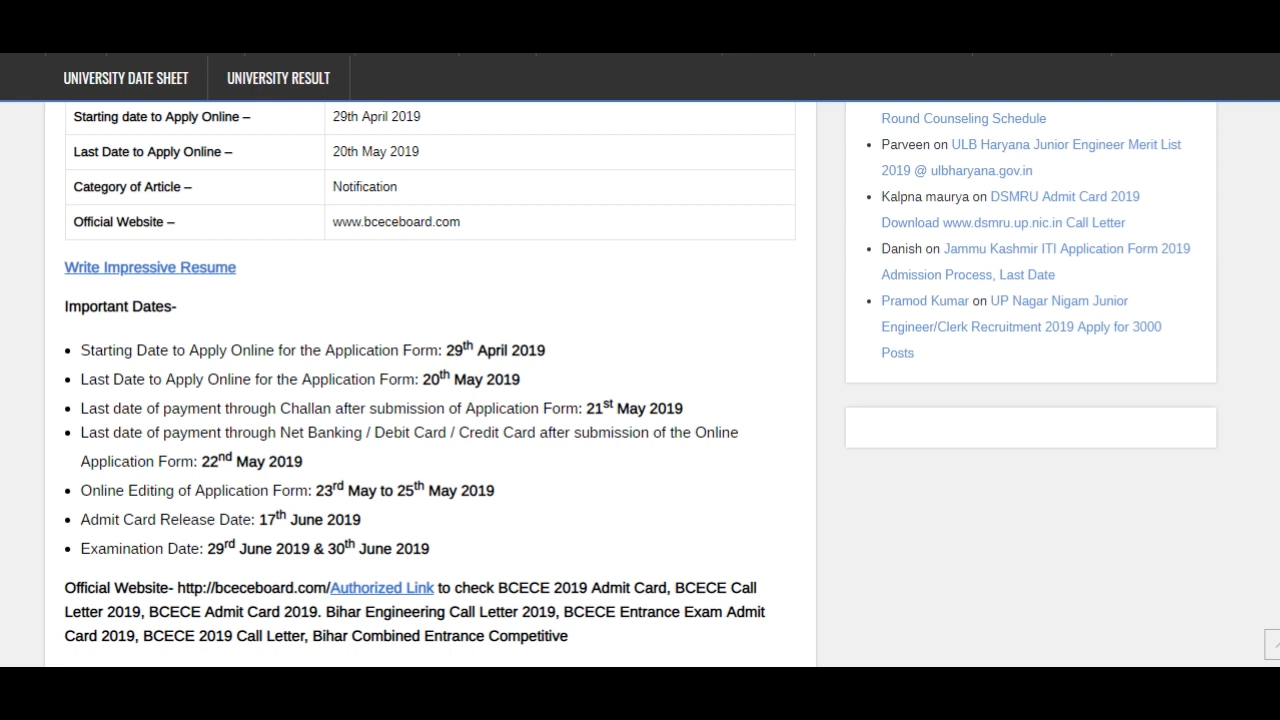 UNIVERSITY DATE SHEET UNIVERSITY RESULT
Starting date to Apply Online – 29th April 2019
Last Date to Apply Online – 20th May 2019
Category of Article – Notification
Official Website – www.bceceboard.com
Write Impressive Resume
Important Dates-
Starting Date to Apply Online for the Application Form: 29th April 2019
Last Date to Apply Online for the Application Form: 20th May 2019
Last date of payment through Challan after submission of Application Form: 21st May 2019
Last date of payment through Net Banking / Debit Card / Credit Card after submission of the Online
Application Form: 22nd May 2019
Online Editing of Application Form: 23rd May to 25th May 2019
Admit Card Release Date: 17th June 2019
Examination Date: 29rd June 2019 & 30th June 2019
Official Website- http://bceceboard.com/Authorized Link to check BCECE 2019 Admit Card, BCECE Call
Letter 2019, BCECE Admit Card 2019. Bihar Engineering Call Letter 2019, BCECE Entrance Exam Admit
Card 2019, BCECE 2019 Call Letter, Bihar Combined Entrance Competitive
Round Counseling Schedule
Parveen on ULB Haryana Junior Engineer Merit List
2019 @ ulbharyana.gov.in
Kalpna maurya on DSMRU Admit Card 2019
Download www.dsmru.up.nic.in Call Letter
Danish on Jammu Kashmir ITI Application Form 2019
Admission Process, Last Date
Pramod Kumar on UP Nagar Nigam Junior
Engineer/Clerk Recruitment 2019 Apply for 3000
Posts